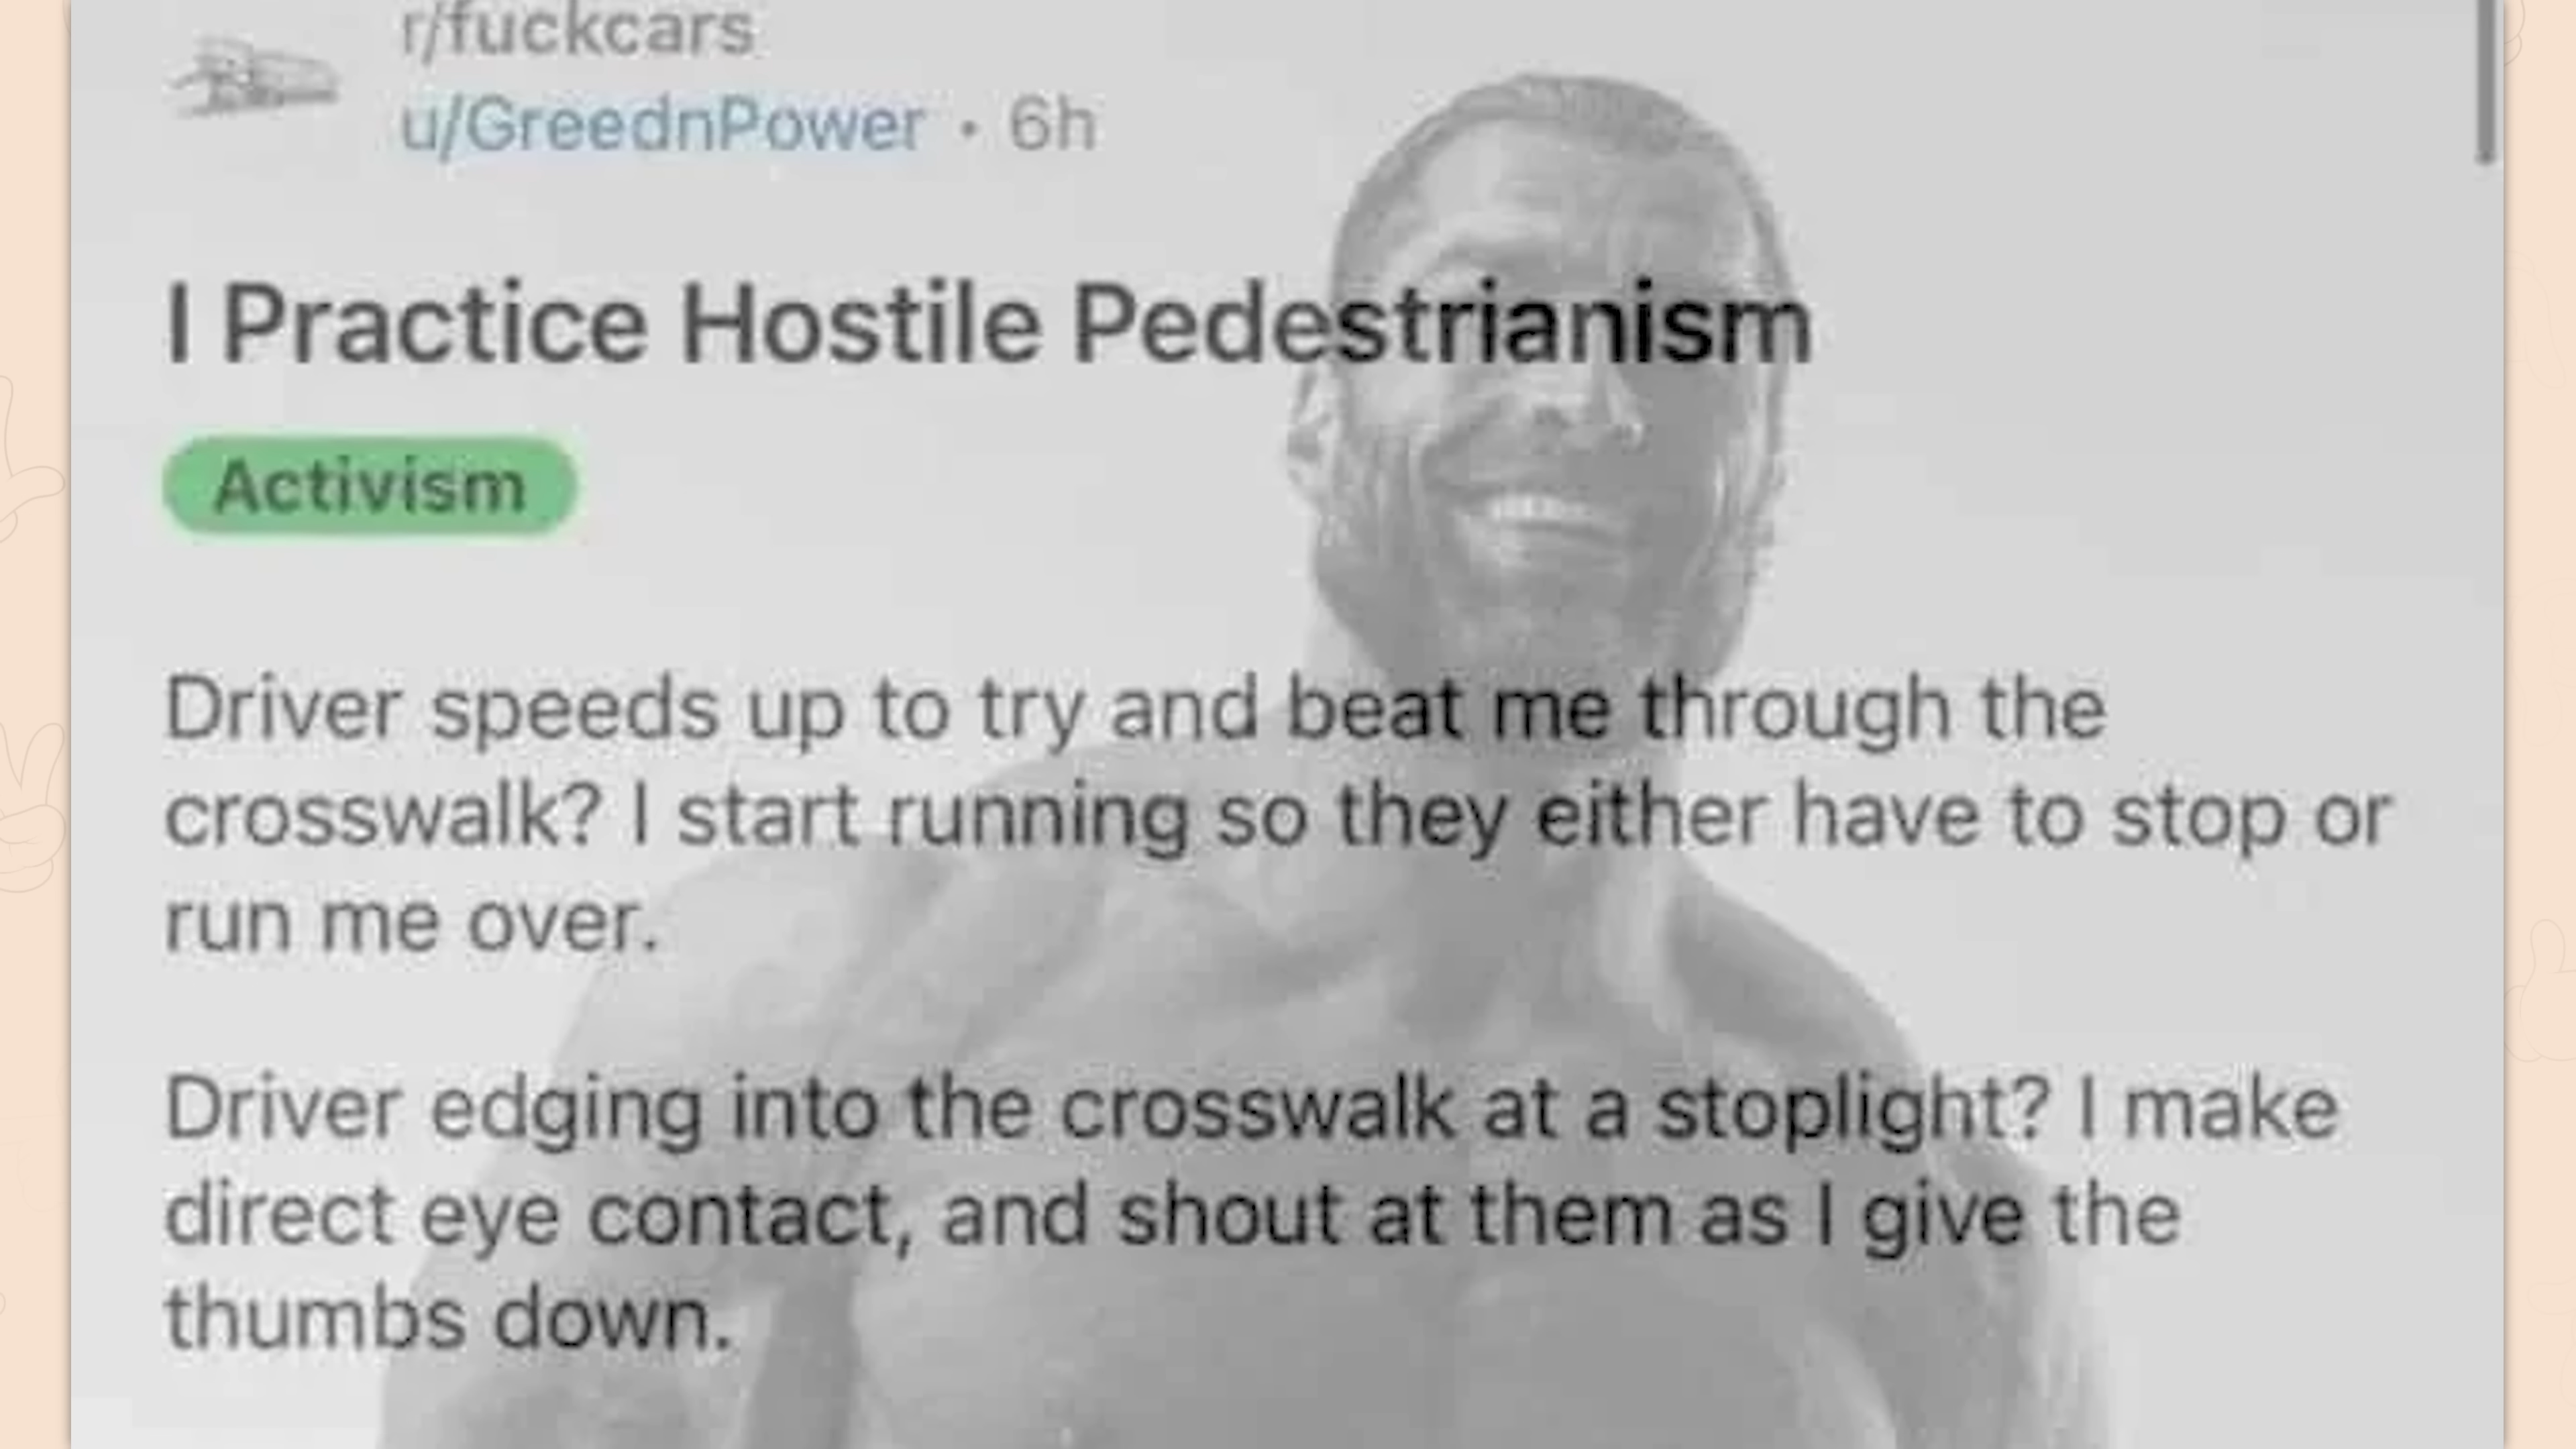 r/fuckcars
u/GreednPower • 6h
I Practice Hostile Pedestrianism
Activism
Driver speeds up to try and beat me through the
crosswalk? I start running so they either have to stop or
run me over.
Driver edging into the crosswalk at a stoplight? I make
direct eye contact, and shout at them as I give the
thumbs down.